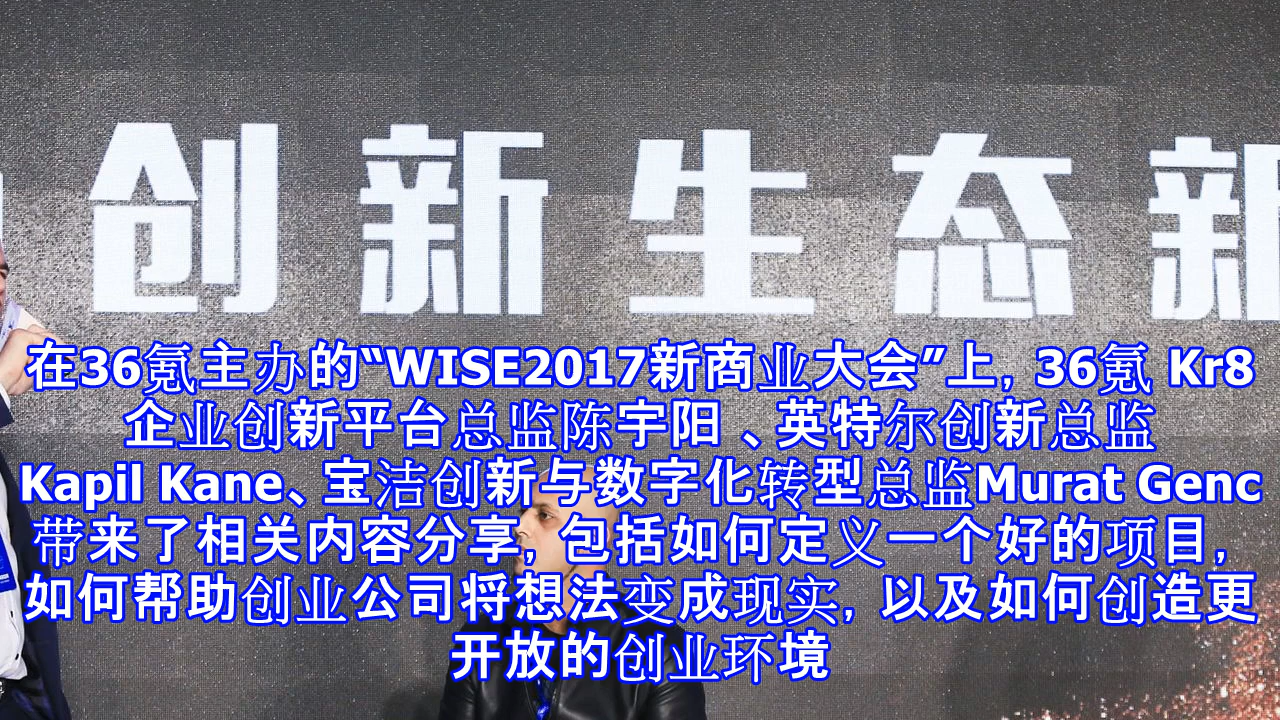 创新生态新
在36氪主办的“WISE2017新商业大会”上, 36氪 Kr8
企业创新平台总监陈宇阳 、英特尔创新总监
Kapil Kane、宝洁创新与数字化转型总监Murat Genc
带来了相关内容分享, 包括如何定义一个好的项目,
如何帮助创业公司将想法变成现实, 以及如何创造更
开放的创业环境